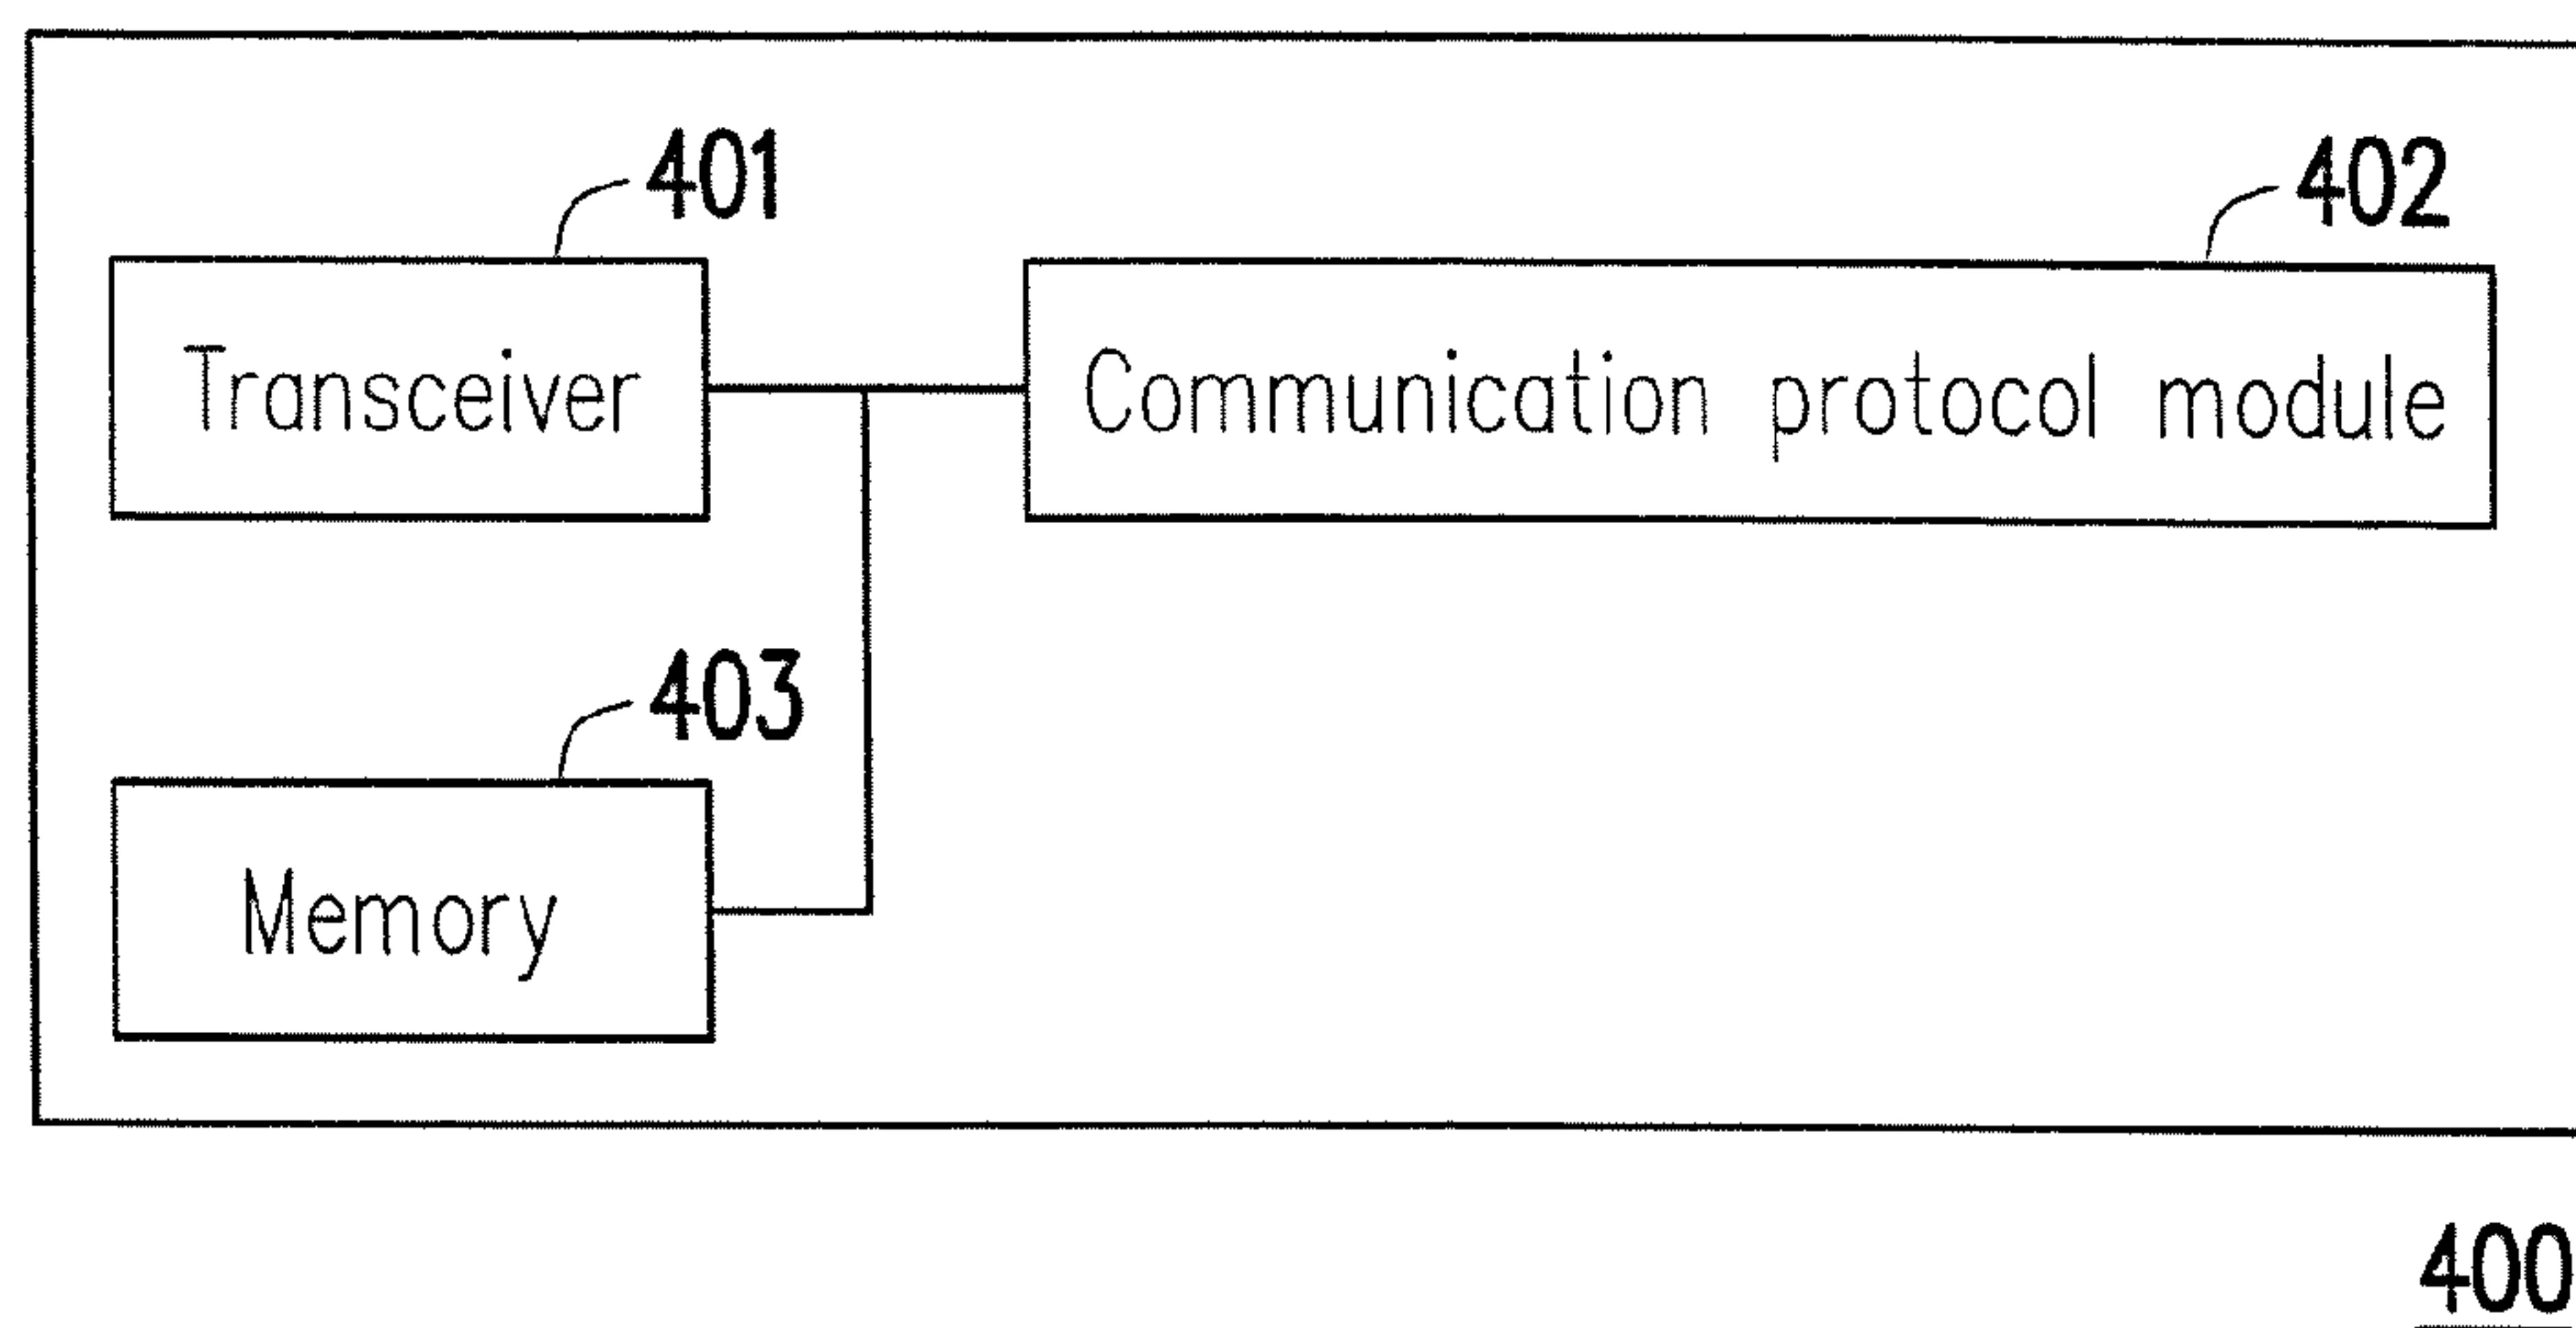 401
402
Transceiver
Communication protocol module
403
Memory
400